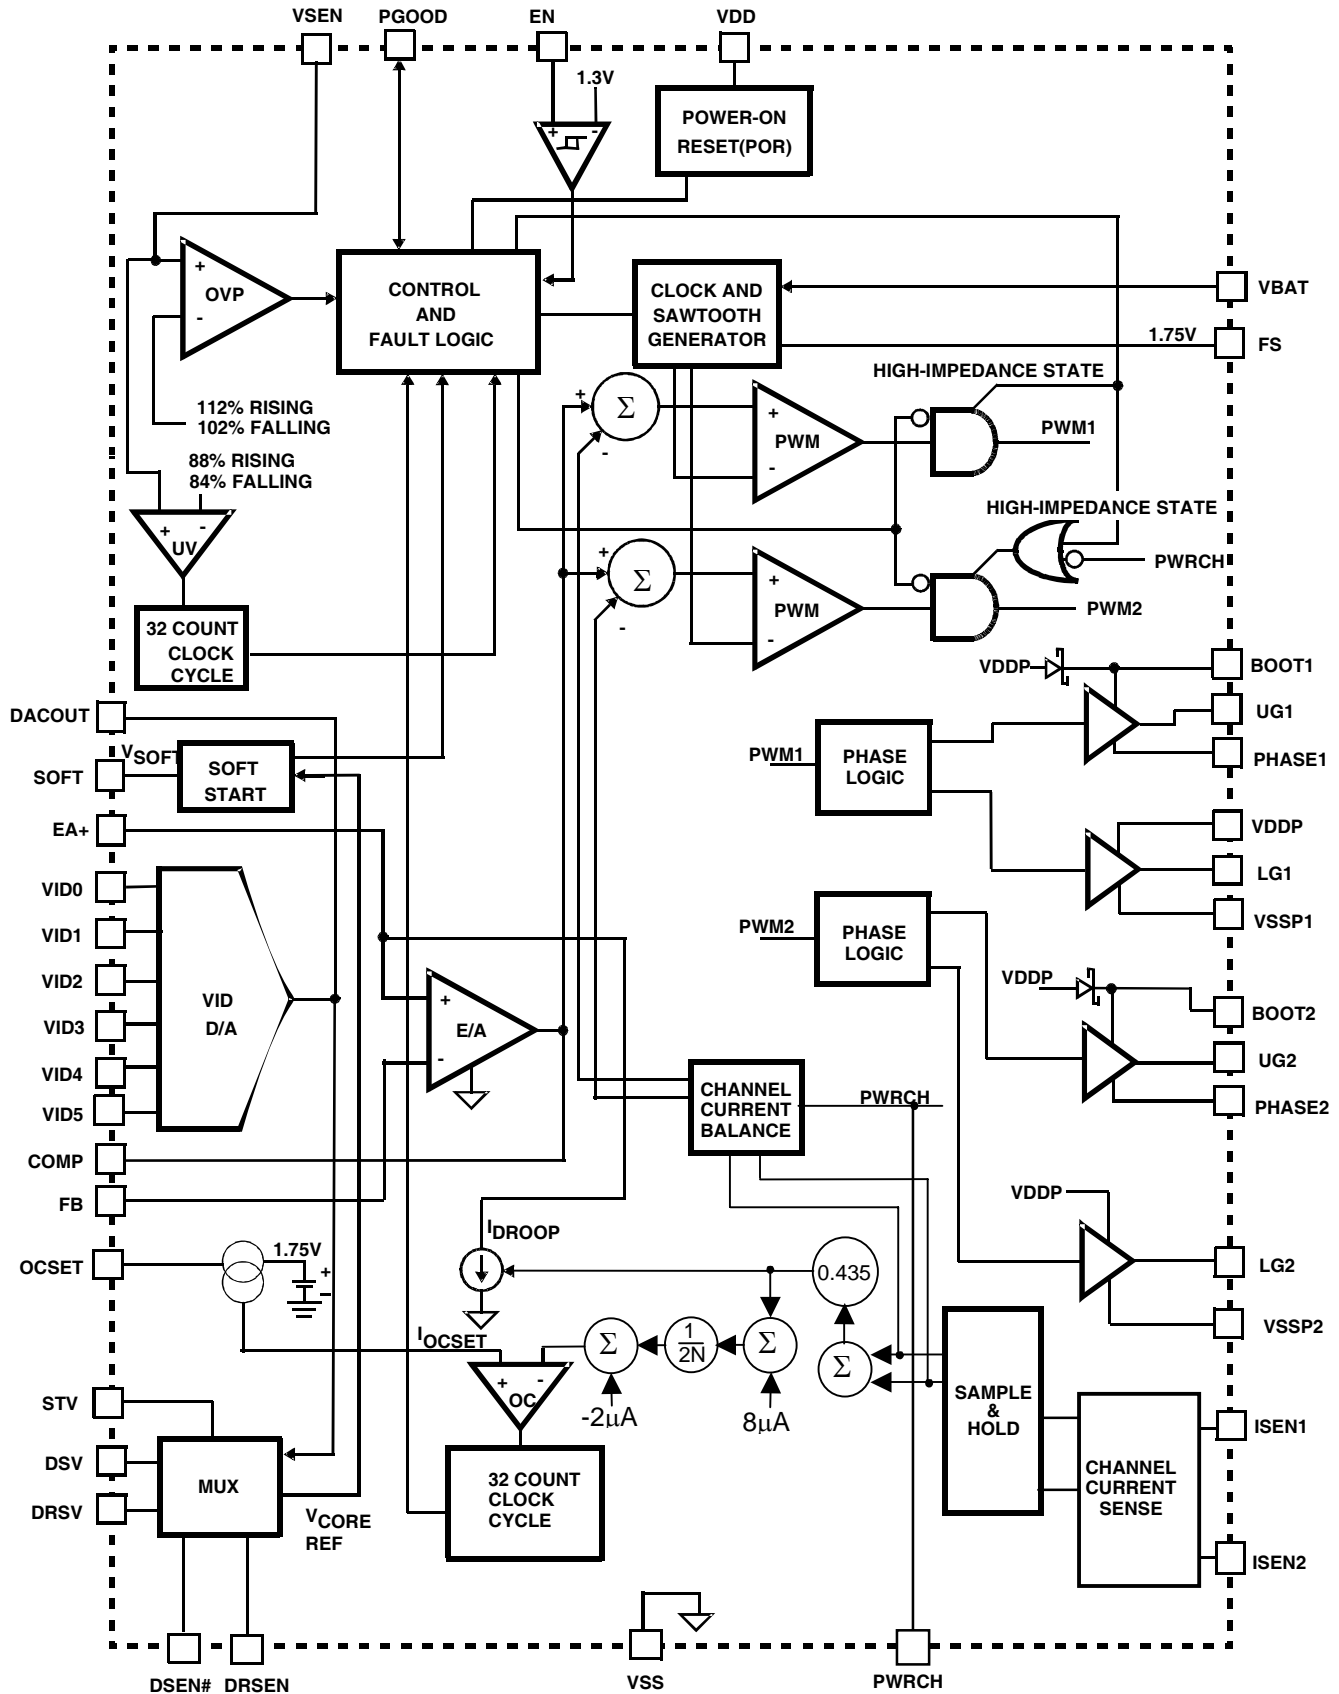 VSEN PGOOD EN VDD
1.3V
+ -
POWER-ON
RESET(POR)
+
OVP
-
CONTROL
AND
FAULT LOGIC
CLOCK AND
SAWTOOTH
GENERATOR
VBAT
1.75V
FS
HIGH-IMPEDANCE STATE
112% RISING
102% FALLING
88% RISING
84% FALLING
+
Σ
-
+
PWM
-
PWM1
HIGH-IMPEDANCE STATE
+ -
UV
+
Σ
-
+
PWM
-
PWRCH
PWM2
32 COUNT
CLOCK
CYCLE
VDDP
BOOT1
UG1
PHASE1
DACOUT
VSOFT
SOFT
SOFT
START
PWM1
PHASE
LOGIC
EA+
VDDP
LG1
VSSP1
VID0
VID1
VID2
VID3
VID4
VID5
VID
D/A
PWM2
PHASE
LOGIC
+
E/A
-
VDDP
BOOT2
UG2
PHASE2
CHANNEL
CURRENT
BALANCE
PWRCH
COMP
FB
VDDP
LG2
VSSP2
OCSET
1.75V
+
-
IDROOP
0.435
IOCSET
Σ
1
2N
Σ
Σ
+ -
OC
-2µA
8µA
SAMPLE
&
HOLD
STV
DSV
DRSV
MUX
VCORE
REF
32 COUNT
CLOCK
CYCLE
CHANNEL
CURRENT
SENSE
ISEN1
ISEN2
DSEN# DRSEN
VSS
PWRCH